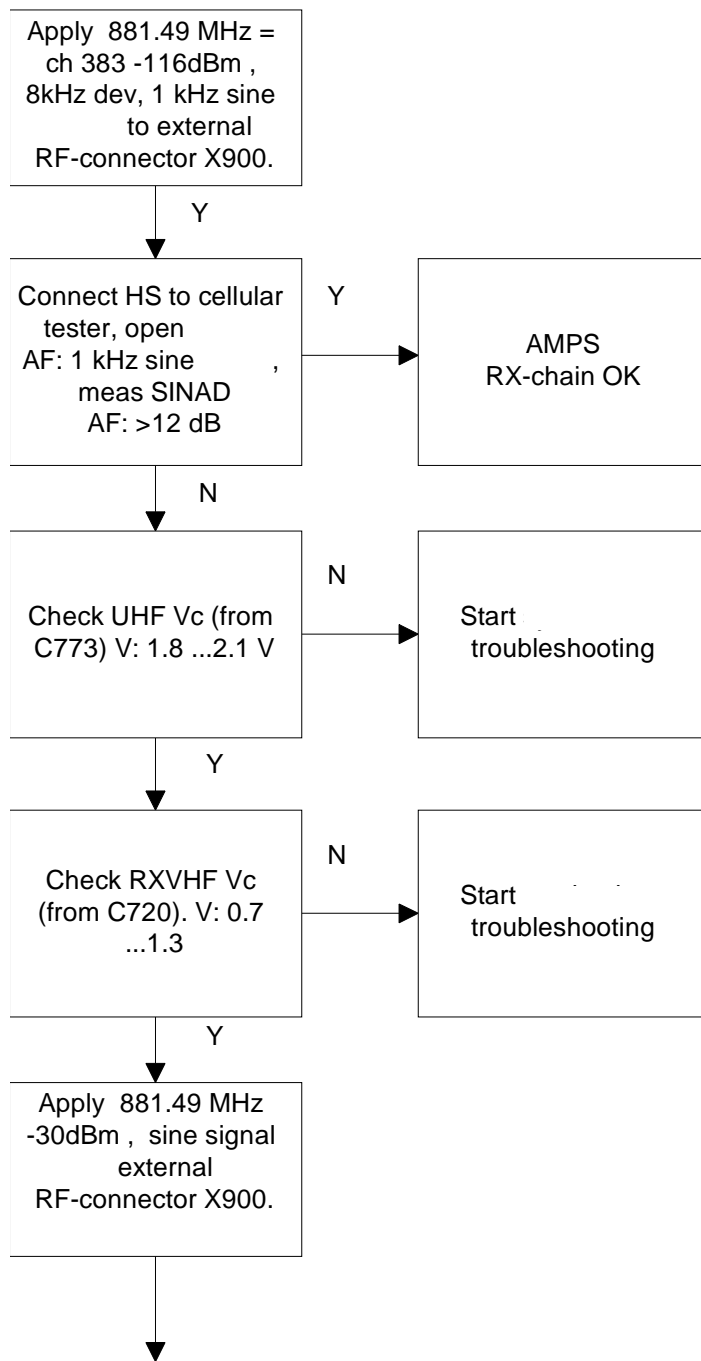 Apply 881.49 MHz =
ch 383 -116dBm ,
8kHz dev, 1 kHz sine
to external
RF-connector X900.
Y
Connect HS to cellular
tester, open
AF: 1 kHz sine ,
meas SINAD
AF: >12 dB
Y
AMPS
RX-chain OK
N
Check UHF Vc (from
C773) V: 1.8 ...2.1 V
N
Start
troubleshooting
Y
Check RXVHF Vc
(from C720). V: 0.7
...1.3
N
Start
troubleshooting
Y
Apply 881.49 MHz
-30dBm , sine signal
external
RF-connector X900.